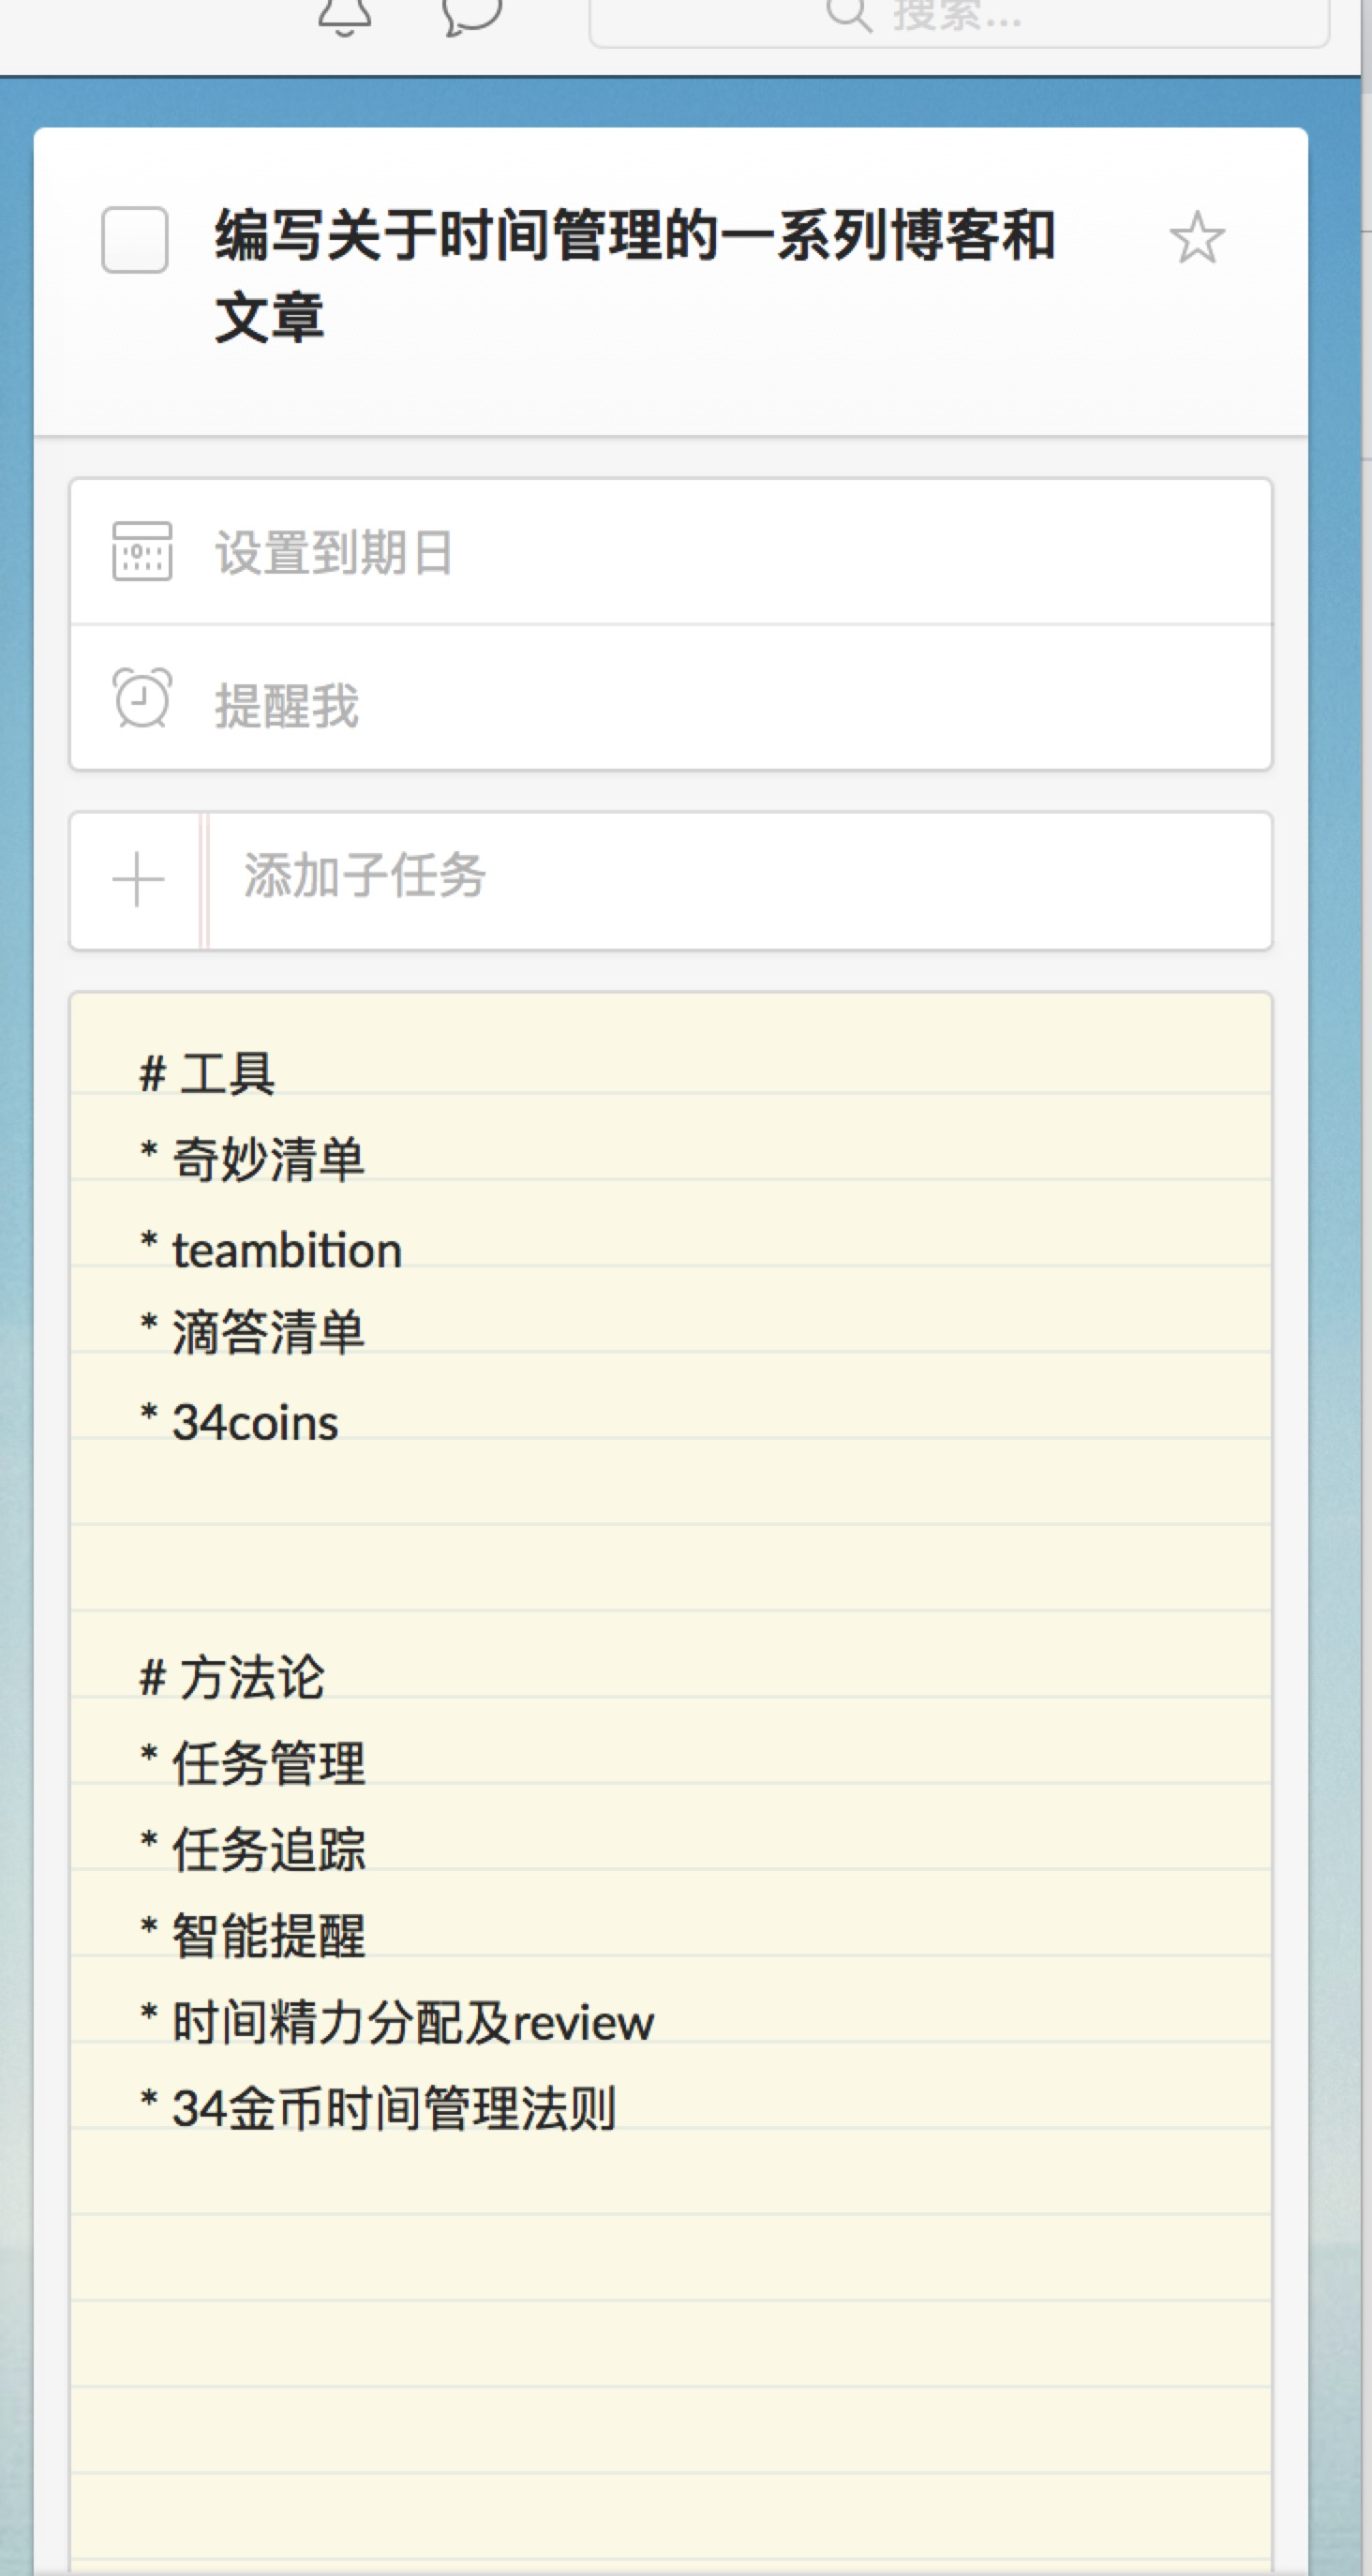 搜索...
编写关于时间管理的一系列博客和
文章
设置到期日
提醒我
添加子任务
# 工具
* 奇妙清单
* teambition
* 滴答清单
* 34coins
# 方法论
* 任务管理
* 任务追踪
* 智能提醒
* 时间精力分配及review
* 34金币时间管理法则